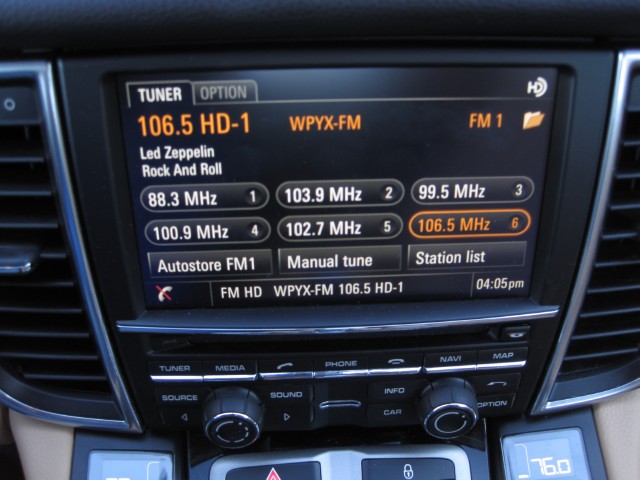 TUNER OPTION HD
106.5 HD-1 WPYX-FM FM 1
Led Zeppelin
Rock And Roll
88.3 MHz 1 103.9 MHz 2 99.5 MHz 3
100.9 MHz 4 102.7 MHz 5 106.5 MHz 6
Autostore FM1 Manual tune Station list
FM HD WPYX-FM 106.5 HD-1 04:05pm
TUNER MEDIA PHONE NAVI MAP
SOURCE SOUND INFO
CAR OPTION
76.0